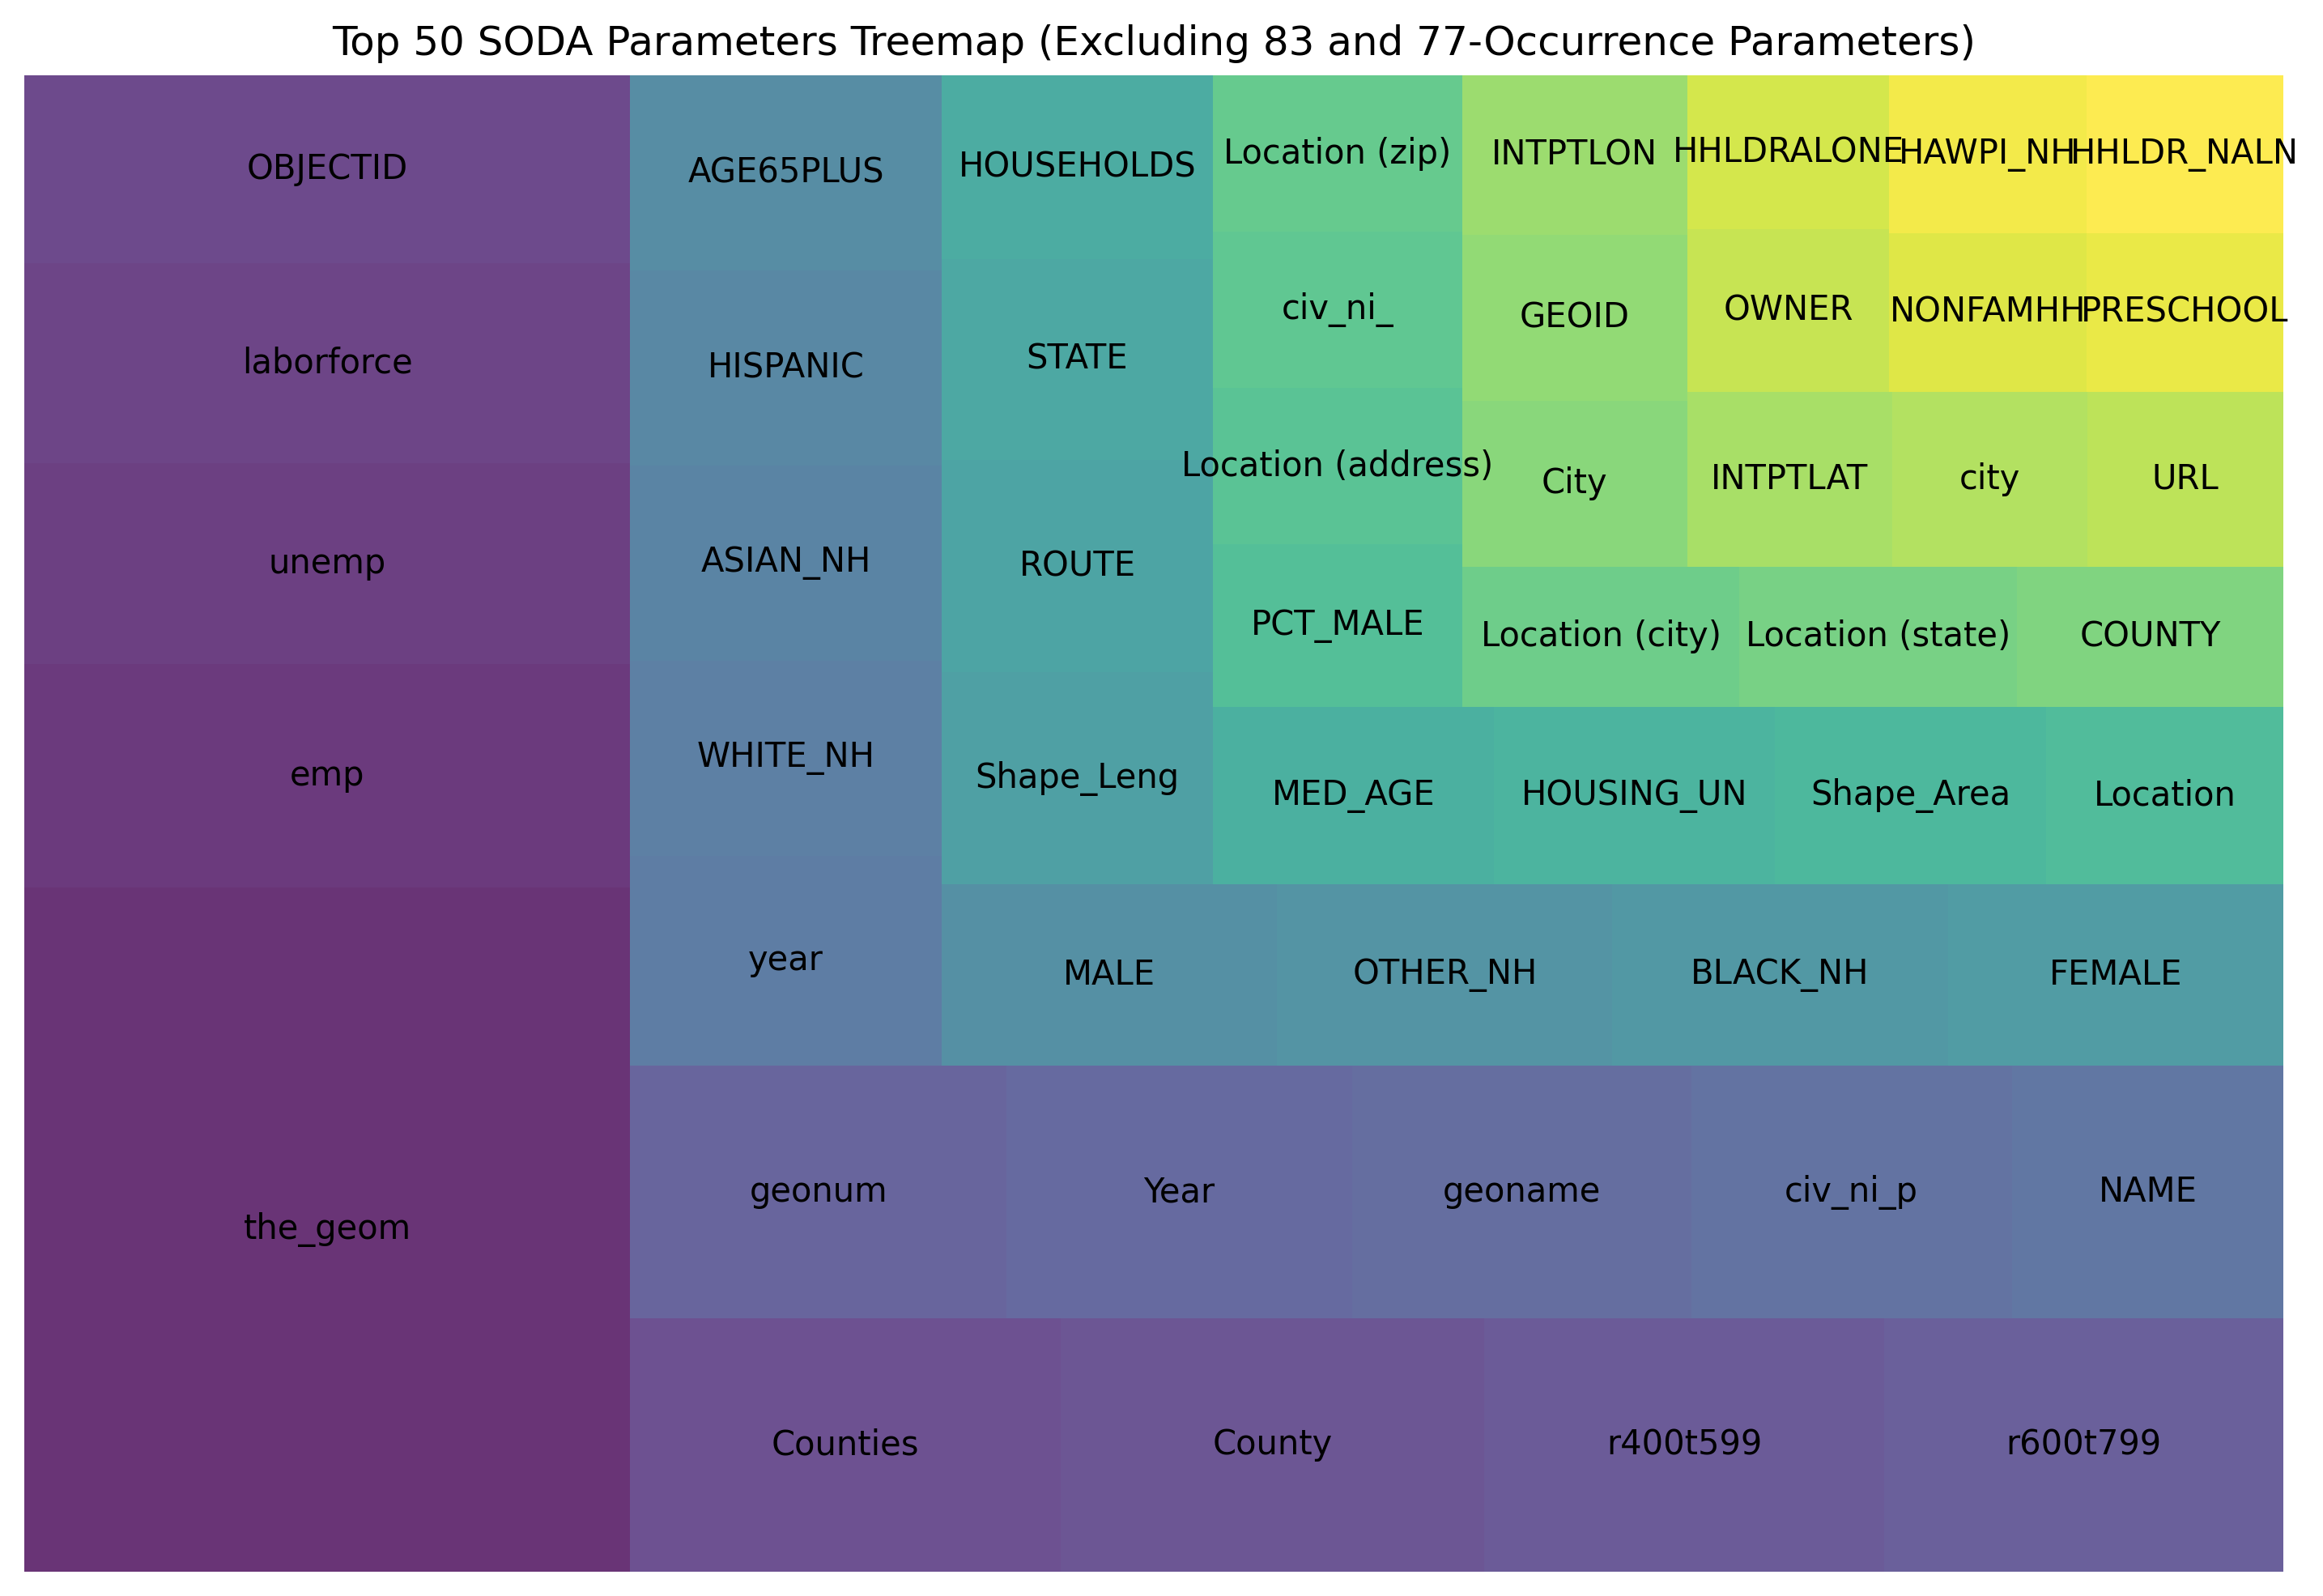 Top 50 SODA Parameters Treemap (Excluding 83 and 77-Occurrence Parameters)
OBJECTID
laborforce
unemp
emp
the_geom
AGE65PLUS
HISPANIC
ASIAN_NH
WHITE_NH
year
HOUSEHOLDS
STATE
ROUTE
Shape_Leng
Location (zip)
civ_ni_
Location (address)
PCT_MALE
INTPTLON
GEOID
City
HHLDRALONE
OWNER
HAWPI_NH
HHLDR_NALN
NONFAMHH
PRESCHOOL
INTPTLAT
city
URL
Location (city)
Location (state)
COUNTY
MED_AGE
HOUSING_UN
Shape_Area
Location
MALE
OTHER_NH
BLACK_NH
FEMALE
geonum
Year
geoname
civ_ni_p
NAME
Counties
County
r400t599
r600t799